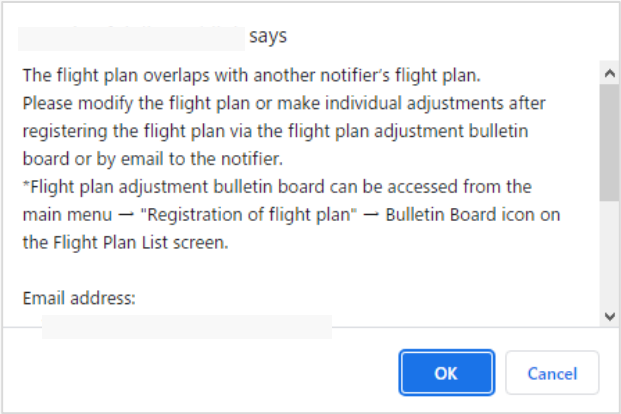 says
The flight plan overlaps with another notifier's flight plan.
Please modify the flight plan or make individual adjustments after
registering the flight plan via the flight plan adjustment bulletin
board or by email to the notifier.
*Flight plan adjustment bulletin board can be accessed from the
main menu → "Registration of flight plan" → Bulletin Board icon on
the Flight Plan List screen.
Email address:
OK
Cancel